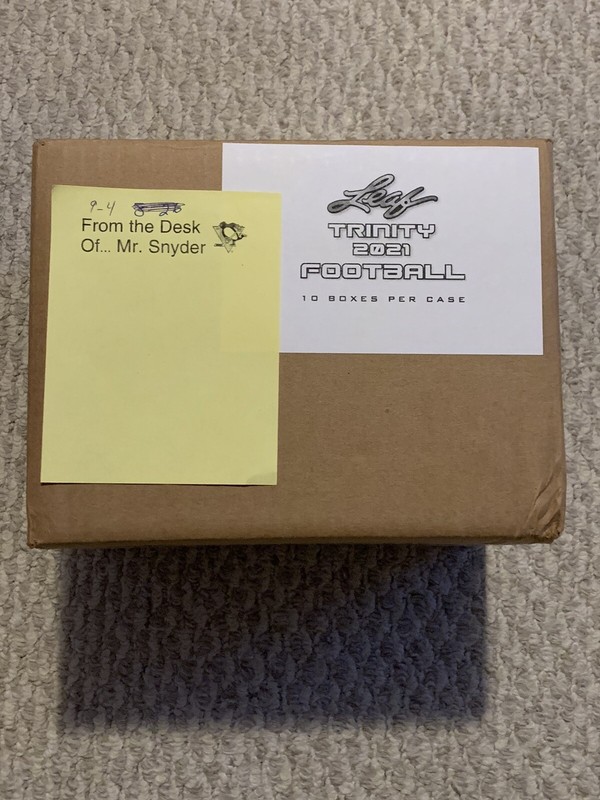 9-4
From the Desk
Of... Mr. Snyder
Leaf
TRINITY
2021
FOOTBALL
10 BOXES PER CASE